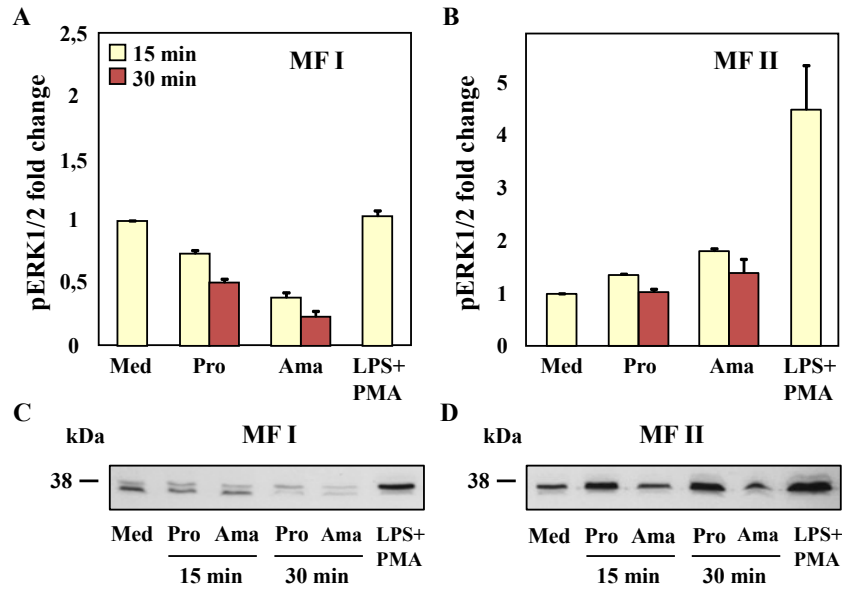 A
pERK1/2 fold change
2,5
2
1,5
1
0,5
0
15 min
30 min
MF I
Med Pro Ama LPS+
PMA
B
pERK1/2 fold change
5
4
3
2
1
0
MF II
Med Pro Ama LPS+
PMA
C
kDa MF I
38
Med Pro Ama Pro Ama LPS+
PMA
15 min 30 min
D
kDa MF II
38
Med Pro Ama Pro Ama LPS+
PMA
15 min 30 min